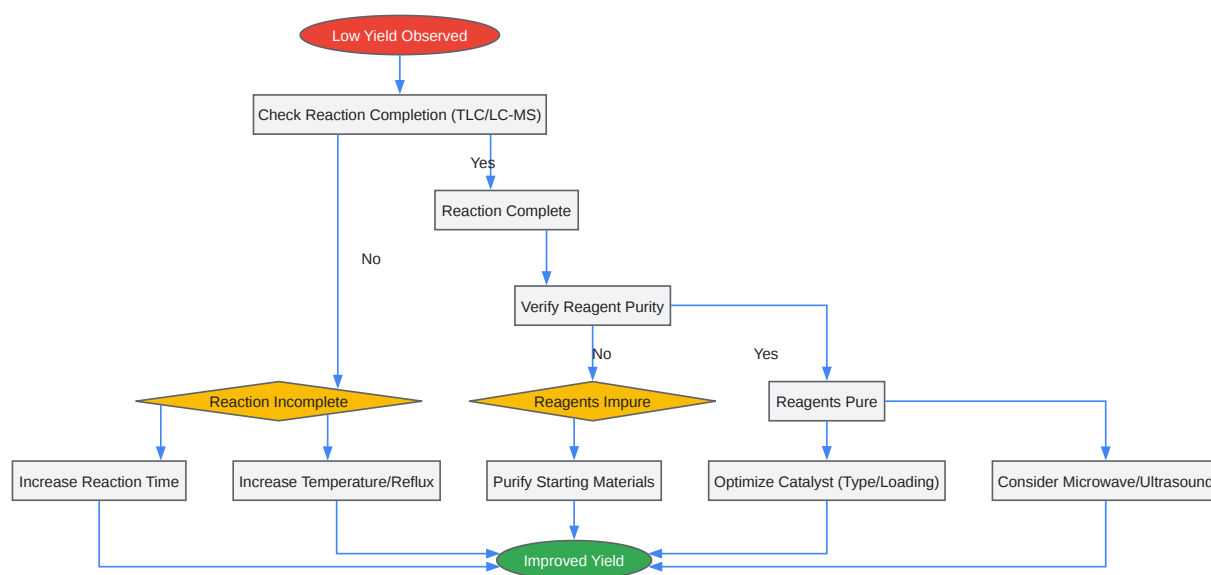 Low Yield Observed
Check Reaction Completion (TLC/LC-MS)
Yes
Reaction Complete
No
Verify Reagent Purity
No
Yes
Reaction Incomplete
Reagents Impure
Reagents Pure
Increase Reaction Time
Increase Temperature/Reflux
Purify Starting Materials
Optimize Catalyst (Type/Loading)
Consider Microwave/Ultrasound
Improved Yield